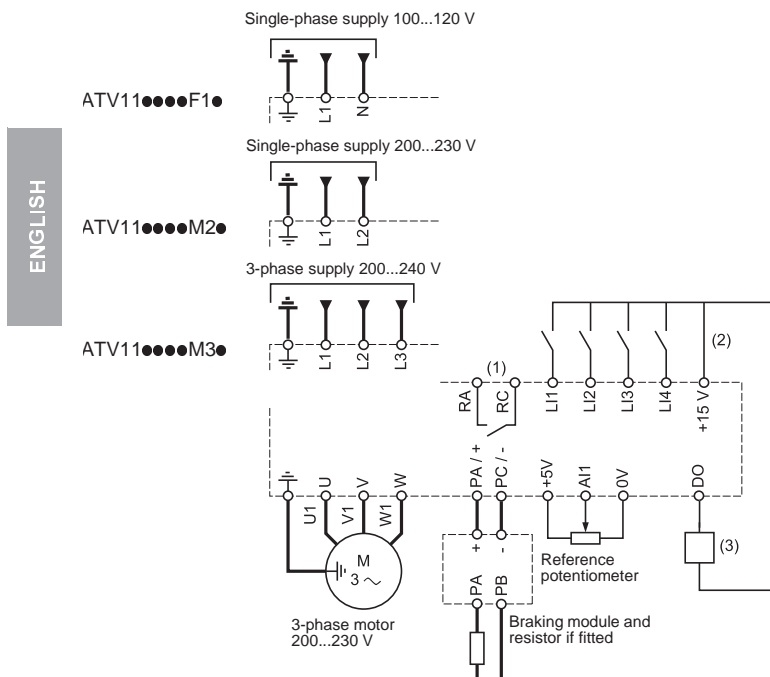 Single-phase supply 100...120 V
ATV11●●●●F1●
L1
N
ENGLISH
Single-phase supply 200...230 V
ATV11●●●●M2●
L1
L2
3-phase supply 200...240 V
ATV11●●●●M3●
L1
L2
L3
(1)
(2)
RA
RC
LI1
LI2
LI3
LI4
+15 V
U
V
W
PA / +
PC / -
+5V
AI1
0V
DO
U1
V1
W1
M
3 ~
+
-
(3)
Reference
potentiometer
PA
PB
3-phase motor
200...230 V
Braking module and
resistor if fitted